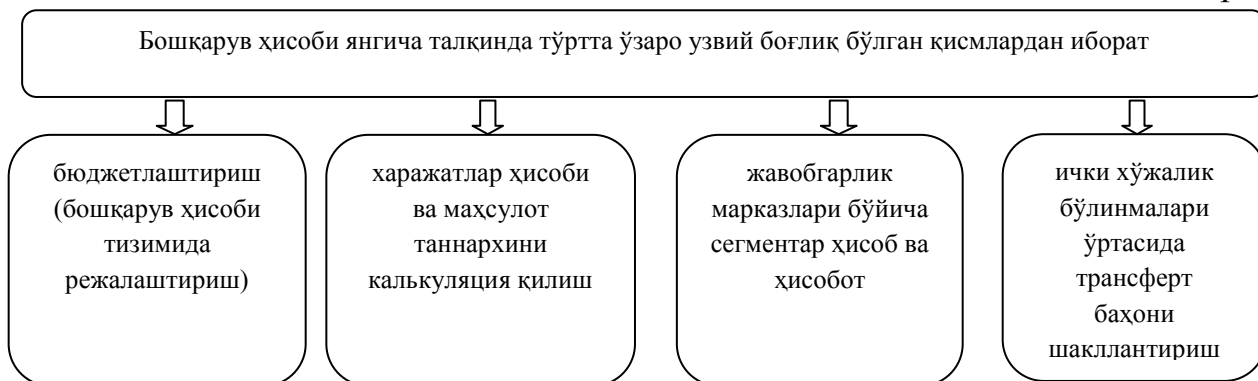 Бошқарув ҳисоби янгича талқинда тўртта ўзаро узвий боғлиқ бўлган қисмлардан иборат
бюджетлаштириш
(бошқарув ҳисоби
тизимида
режалаштириш)
харажатлар ҳисоби
ва маҳсулот
таннархини
калькуляция қилиш
жавобгарлик
марказлари бўйича
сегментар ҳисоб ва
ҳисобот
ички хўжалик
бўлинмалари
ўртасида
трансферт
баҳони
шакллантириш